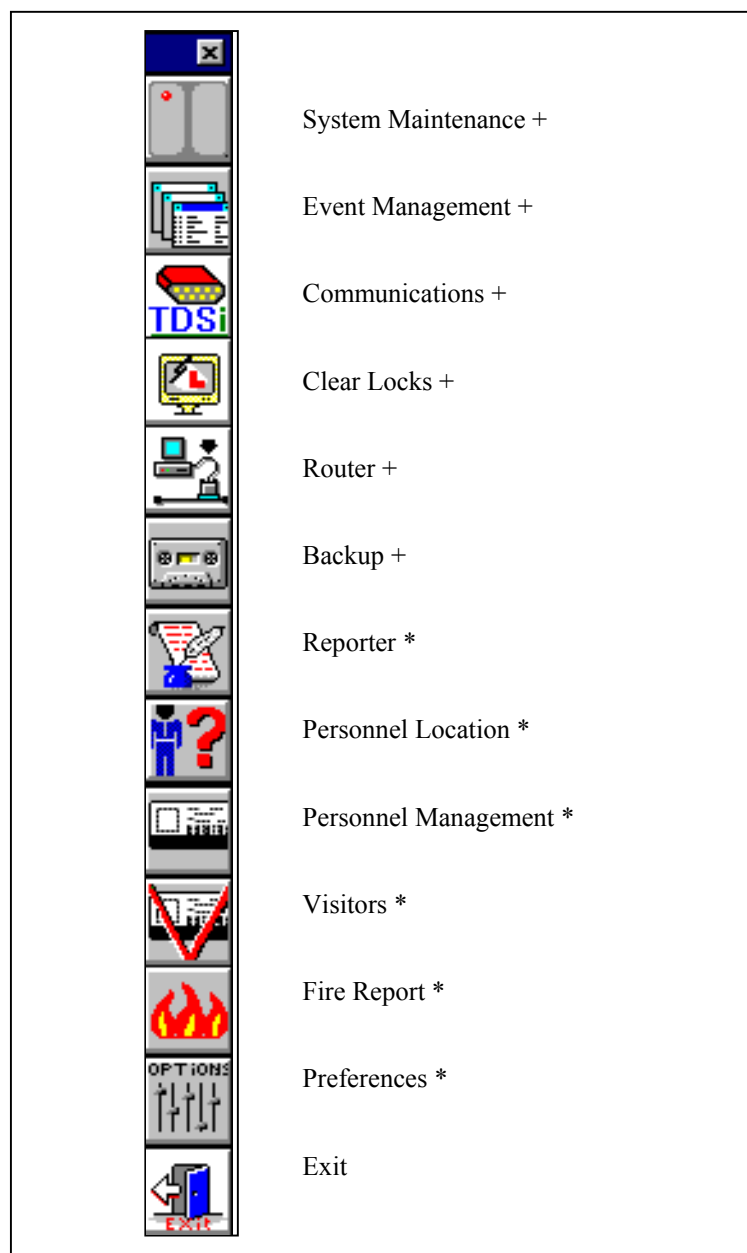 System Maintenance +
Event Management +
TDSi
Communications +
Clear Locks +
Router +
Backup +
Reporter *
Personnel Location *
?
Personnel Management *
Visitors *
Fire Report *
OPTIONS
Preferences *
Exit
EXit